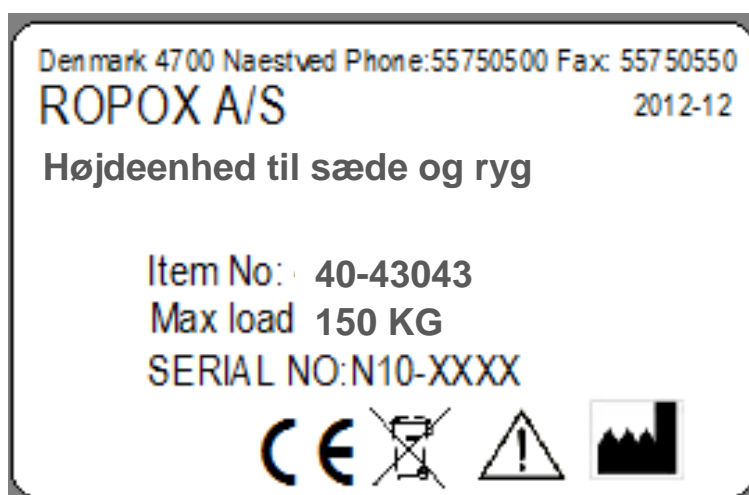 Denmark 4700 Naestved Phone:55750500 Fax: 55750550
ROPOX A/S 2012-12
Højdeenhed til sæde og ryg
Item No: 40-43043
Max load 150 KG
SERIAL NO:N10-XXXX
CE